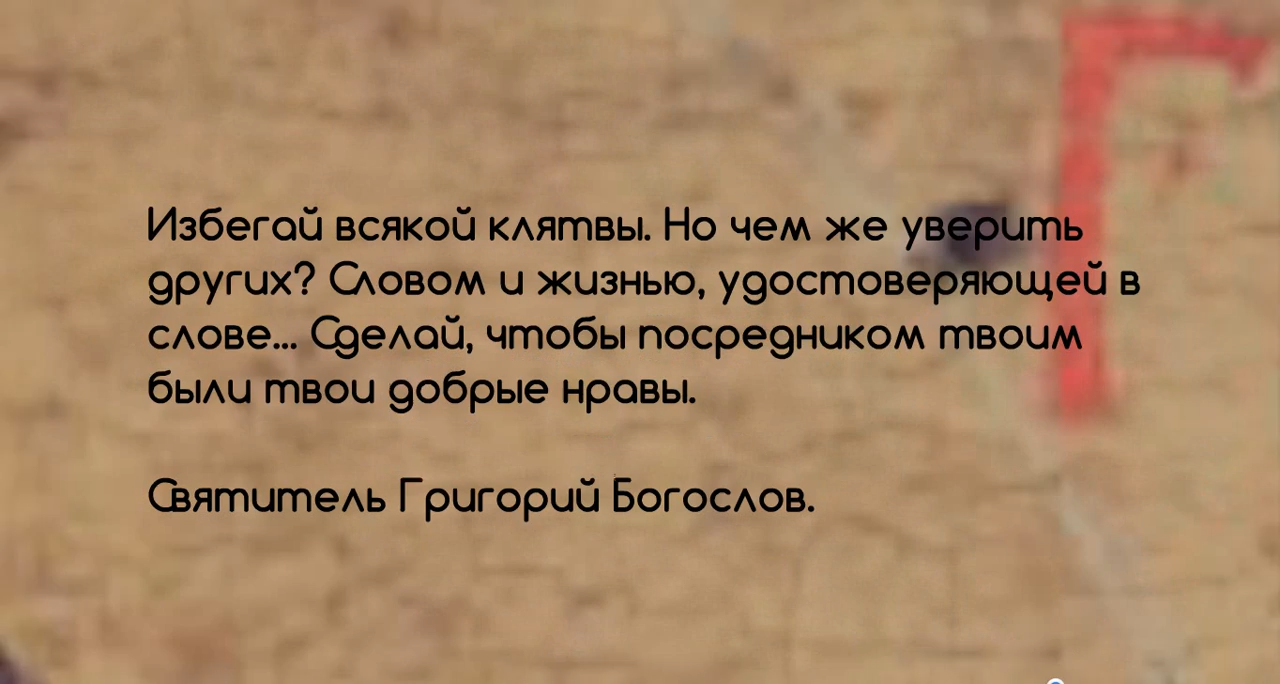 Избегай всякой клятвы. Но чем же уверить
других? Словом и жизнью, удостоверяющей в
слове... Сделай, чтобы посредником твоим
были твои добрые нравы.
Святитель Григорий Богослов.